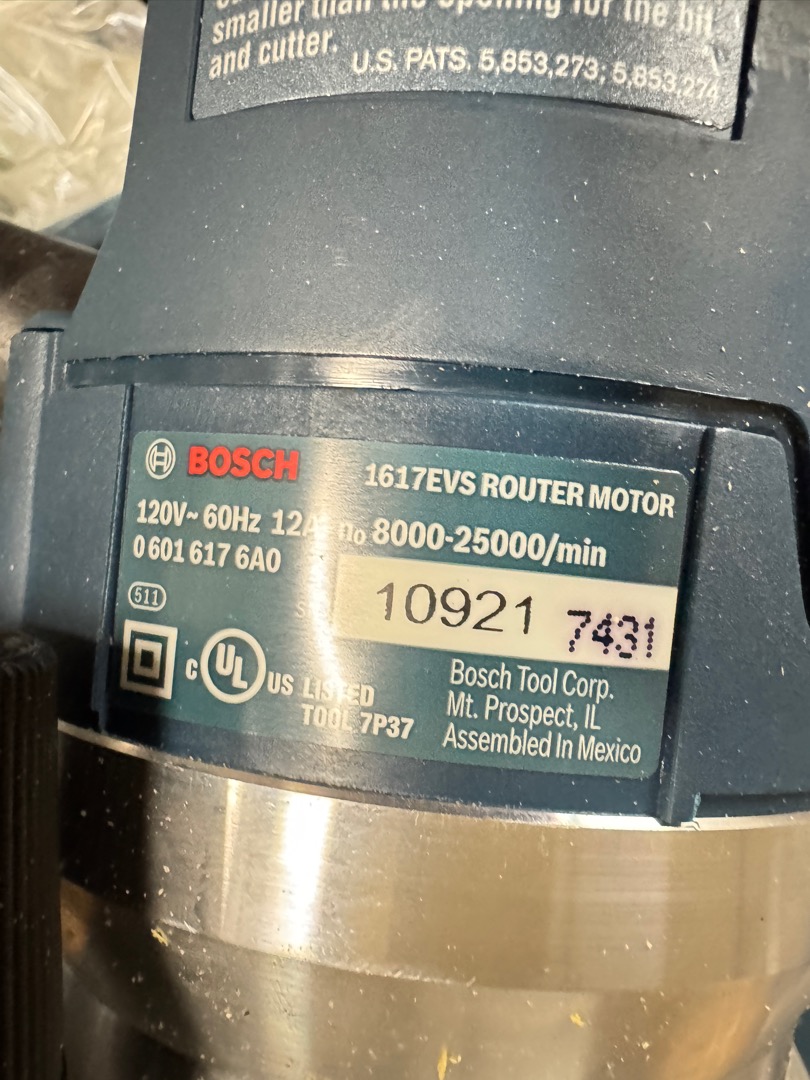 smaller than the opening for the bit
and cutter.
U.S. PATS. 5,853,273; 5,853,274
BOSCH
1617EVS ROUTER MOTOR
120V~ 60Hz 12A n₀ 8000-25000/min
0 601 617 6A0
511
10921 7431
C UL US LISTED
TOOL 7P37
Bosch Tool Corp.
Mt. Prospect, IL
Assembled In Mexico